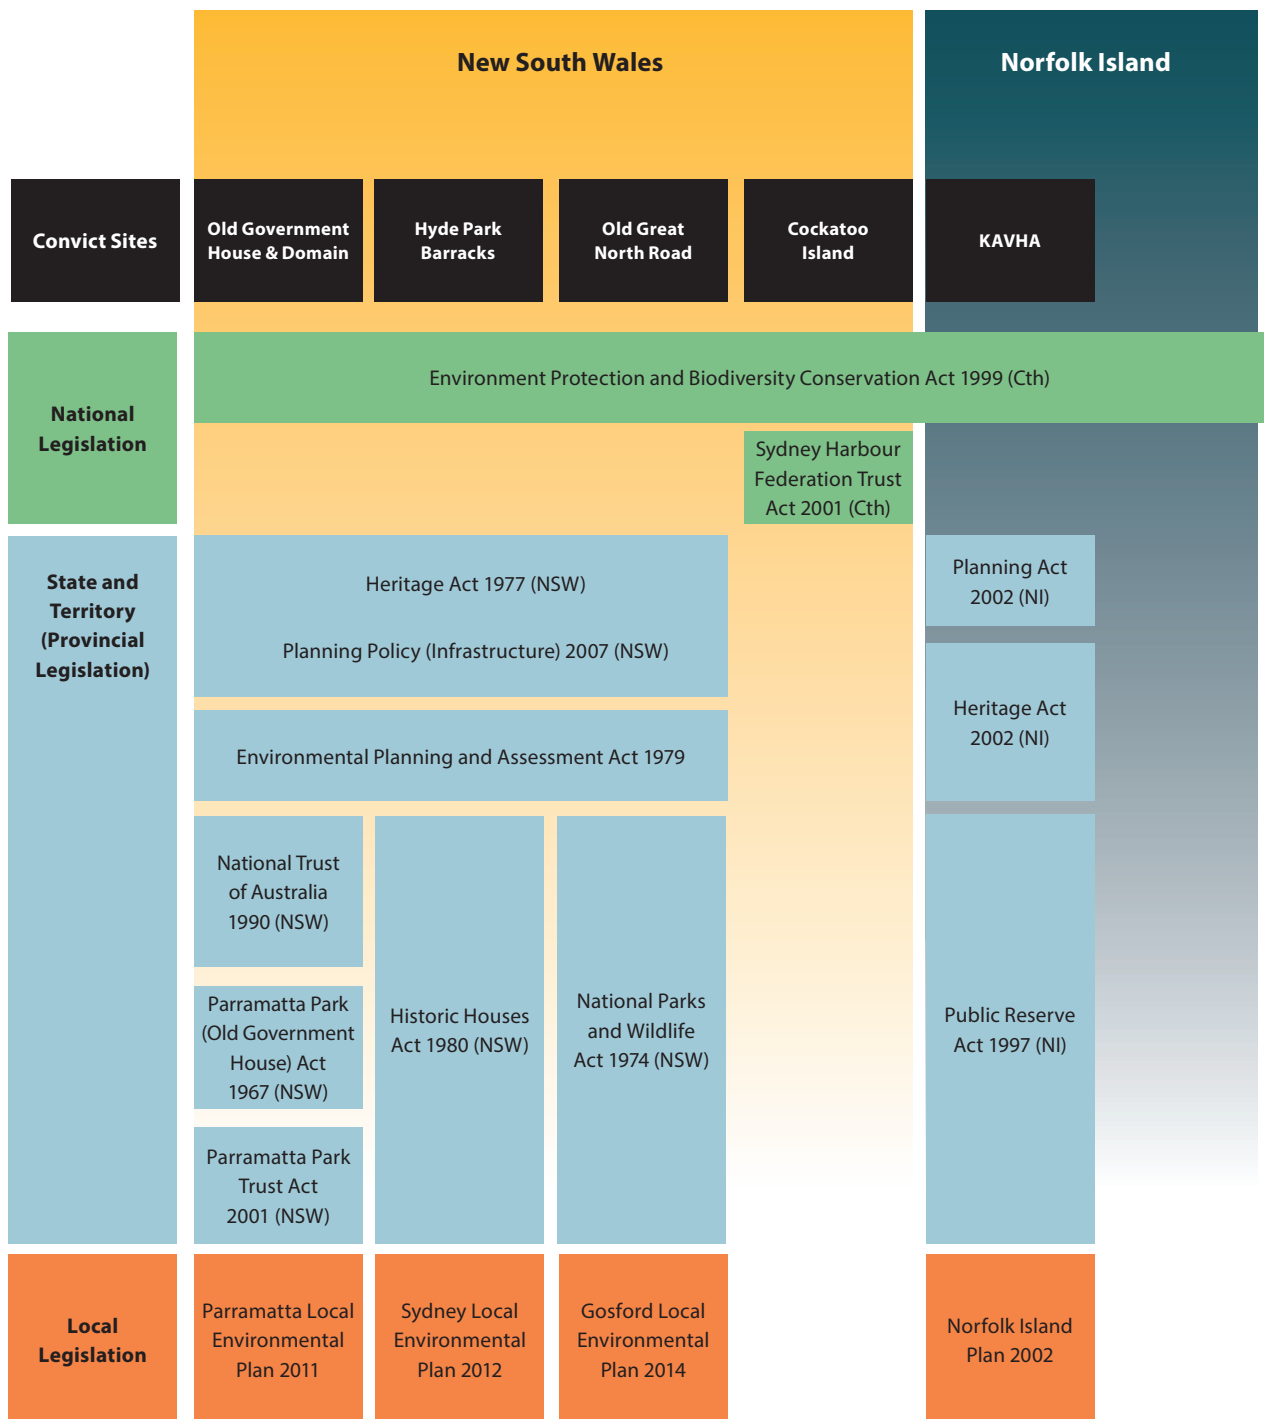 New South Wales
Norfolk Island
Convict Sites
Old Government
House & Domain
Hyde Park
Barracks
Old Great
North Road
Cockatoo
Island
KAVHA
National
Legislation
Environment Protection and Biodiversity Conservation Act 1999 (Cth)
Sydney Harbour
Federation Trust
Act 2001 (Cth)
State and
Territory
(Provincial
Legislation)
Heritage Act 1977 (NSW)
Planning Policy (Infrastructure) 2007 (NSW)
Environmental Planning and Assessment Act 1979
National Trust
of Australia
1990 (NSW)
Parramatta Park
(Old Government
House) Act
1967 (NSW)
Parramatta Park
Trust Act
2001 (NSW)
Historic Houses
Act 1980 (NSW)
National Parks
and Wildlife
Act 1974 (NSW)
Planning Act
2002 (NI)
Heritage Act
2002 (NI)
Public Reserve
Act 1997 (NI)
Local
Legislation
Parramatta Local
Environmental
Plan 2011
Sydney Local
Environmental
Plan 2012
Gosford Local
Environmental
Plan 2014
Norfolk Island
Plan 2002